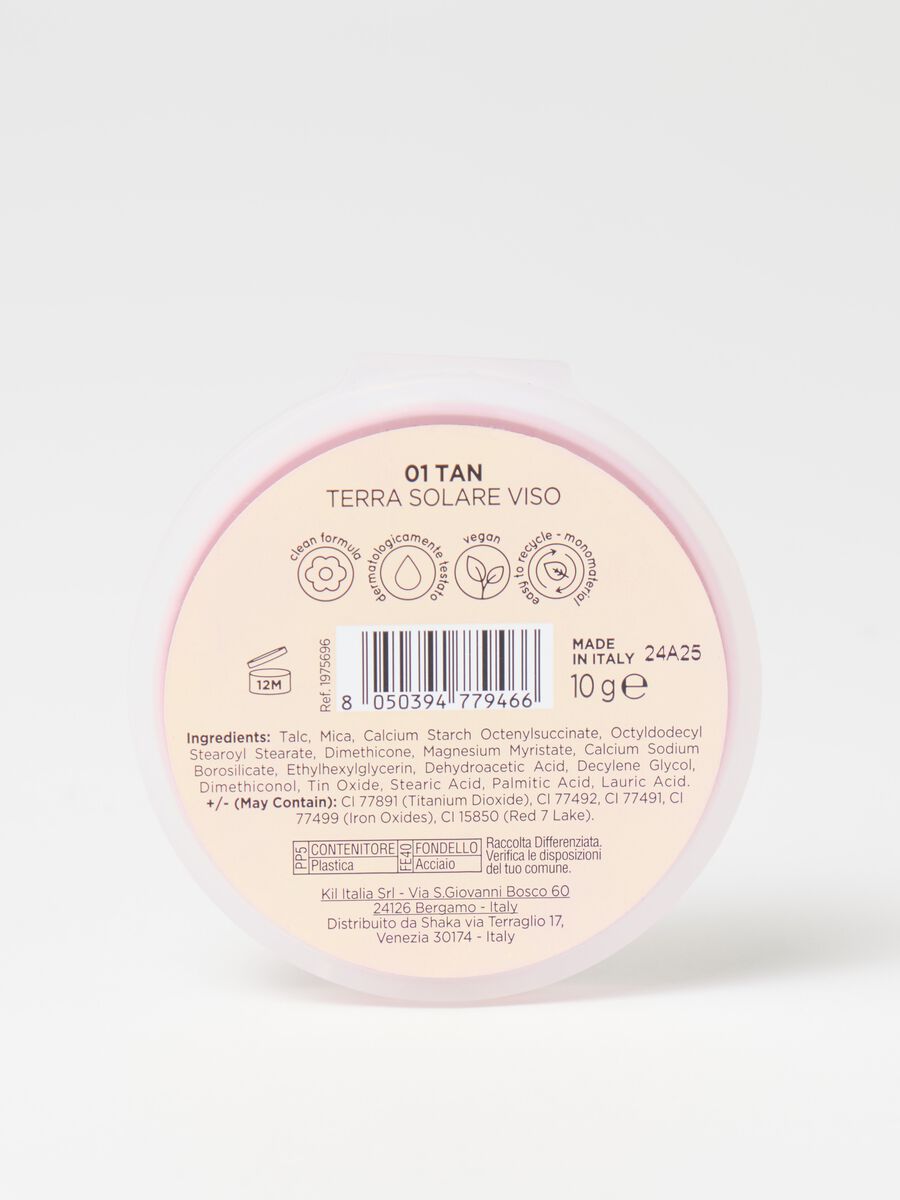 01 TAN
TERRA SOLARE VISO
clean formula
dermatologicamente testato
vegan
easy to recycle - monomaterial
12M
Ref. 1975696
8 050394 779466
MADE
IN ITALY 24A25
10 g℮
Ingredients: Talc, Mica, Calcium Starch Octenylsuccinate, Octyldodecyl
Stearoyl Stearate, Dimethicone, Magnesium Myristate, Calcium Sodium
Borosilicate, Ethylhexylglycerin, Dehydroacetic Acid, Decylene Glycol,
Dimethiconol, Tin Oxide, Stearic Acid, Palmitic Acid, Lauric Acid.
+/- (May Contain): CI 77891 (Titanium Dioxide), CI 77492, CI 77491, CI
77499 (Iron Oxides), CI 15850 (Red 7 Lake).
PP5
CONTENITORE
Plastica
FE40
FONDELLO
Acciaio
Raccolta Differenziata.
Verifica le disposizioni
del tuo comune.
Kil Italia Srl - Via S.Giovanni Bosco 60
24126 Bergamo - Italy
Distribuito da Shaka via Terraglio 17,
Venezia 30174 - Italy